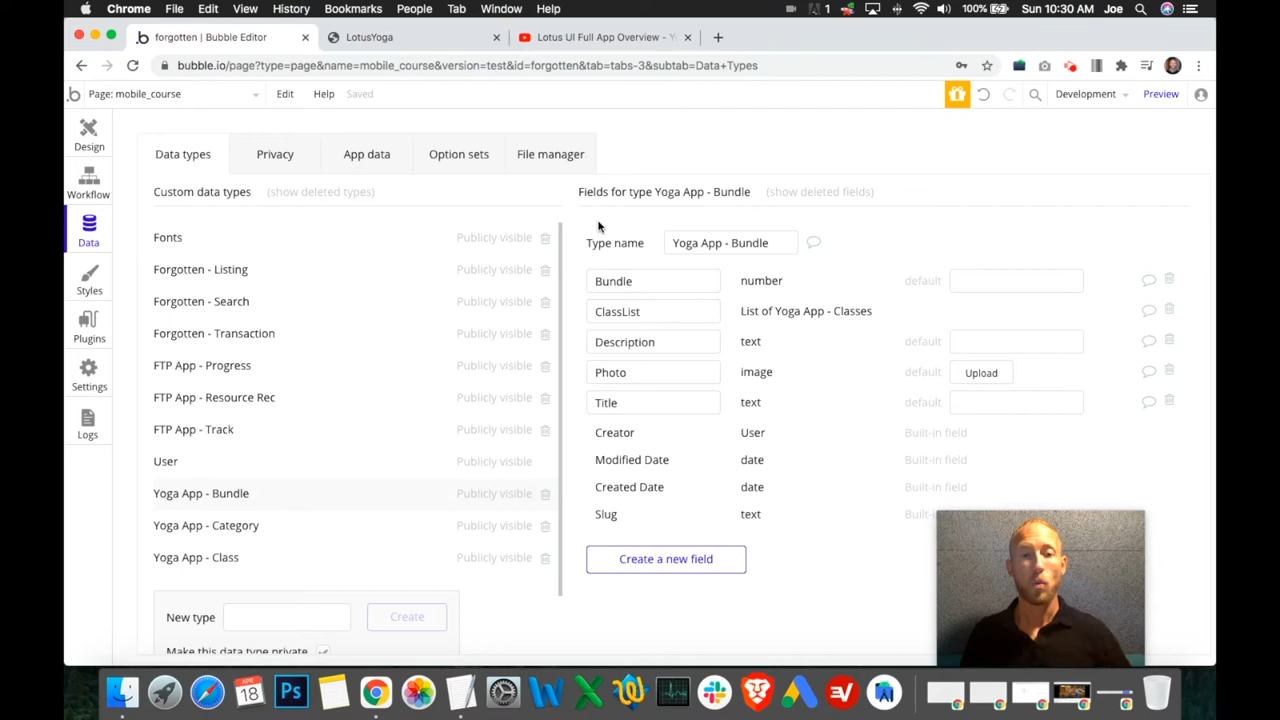 Chrome File Edit View History Bookmarks People Tab Window Help 1 100% Sun 10:30 AM Joe
forgotten | Bubble Editor LotusYoga Lotus UI Full App Overview - Y
bubble.io/page?type=page&name=mobile_course&version=test&id=forgotten&tab=tabs-3&subtab=Data+Types
b Page: mobile_course Edit Help Saved Development Preview
Design
Workflow
Data
Styles
Plugins
Settings
Logs
Data types Privacy App data Option sets File manager
Custom data types (show deleted types)
Fonts Publicly visible
Forgotten - Listing Publicly visible
Forgotten - Search Publicly visible
Forgotten - Transaction Publicly visible
FTP App - Progress Publicly visible
FTP App - Resource Rec Publicly visible
FTP App - Track Publicly visible
User Publicly visible
Yoga App - Bundle Publicly visible
Yoga App - Category Publicly visible
Yoga App - Class Publicly visible
New type Create
Make this data type private
Fields for type Yoga App - Bundle (show deleted fields)
Type name Yoga App - Bundle
Bundle number default
ClassList List of Yoga App - Classes
Description text default
Photo image default Upload
Title text default
Creator User Built-in field
Modified Date date Built-in field
Created Date date Built-in field
Slug text Built-
Create a new field
APR
18
Ps